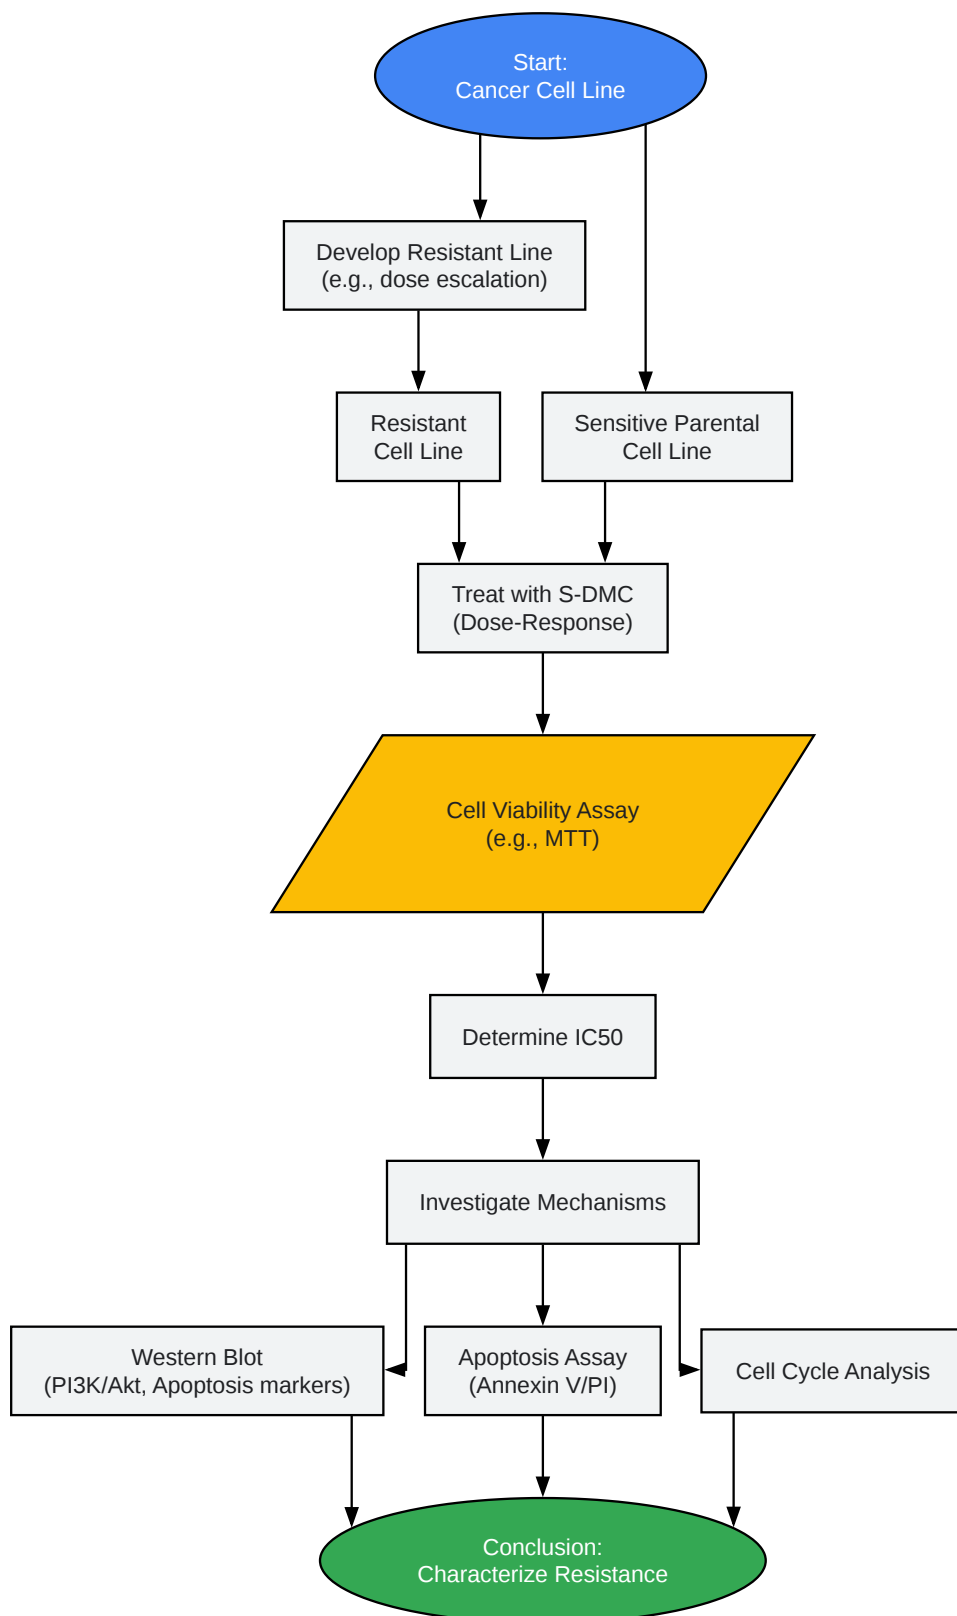 Start:
Cancer Cell Line
Develop Resistant Line
(e.g., dose escalation)
Resistant
Cell Line
Sensitive Parental
Cell Line
Treat with S-DMC
(Dose-Response)
Cell Viability Assay
(e.g., MTT)
Determine IC50
Investigate Mechanisms
Western Blot
(PI3K/Akt, Apoptosis markers)
Apoptosis Assay
(Annexin V/PI)
Cell Cycle Analysis
Conclusion:
Characterize Resistance